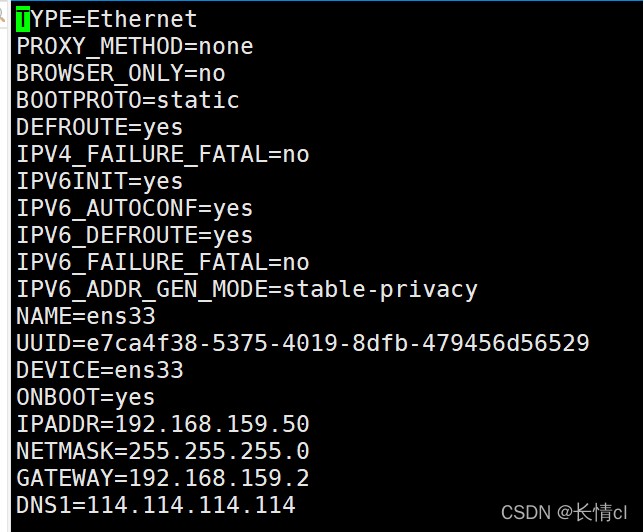 TYPE=Ethernet
PROXY_METHOD=none
BROWSER_ONLY=no
BOOTPROTO=static
DEFROUTE=yes
IPV4_FAILURE_FATAL=no
IPV6INIT=yes
IPV6_AUTOCONF=yes
IPV6_DEFROUTE=yes
IPV6_FAILURE_FATAL=no
IPV6_ADDR_GEN_MODE=stable-privacy
NAME=ens33
UUID=e7ca4f38-5375-4019-8dfb-479456d56529
DEVICE=ens33
ONBOOT=yes
IPADDR=192.168.159.50
NETMASK=255.255.255.0
GATEWAY=192.168.159.2
DNS1=114.114.114.114
CSDN @长情cl